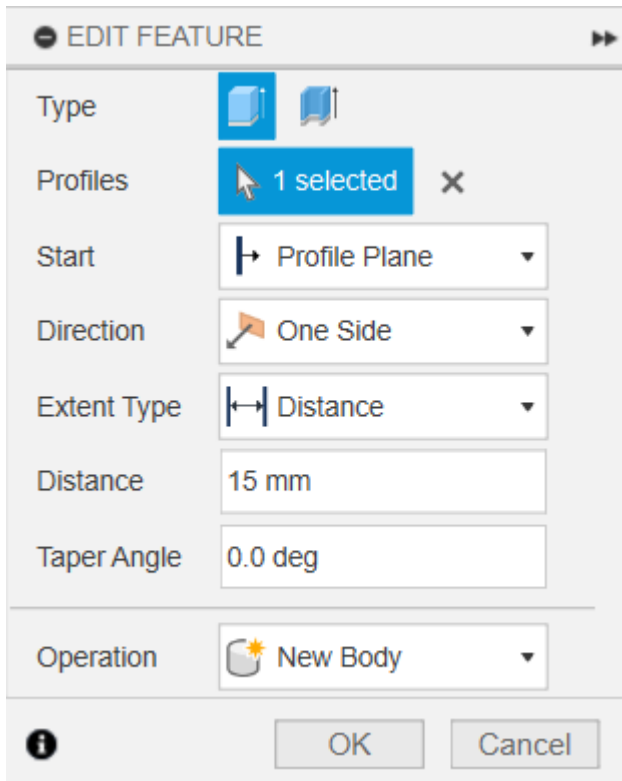 EDIT FEATURE
Type
Profiles 1 selected
Start Profile Plane
Direction One Side
Extent Type Distance
Distance 15 mm
Taper Angle 0.0 deg
Operation New Body
OK Cancel